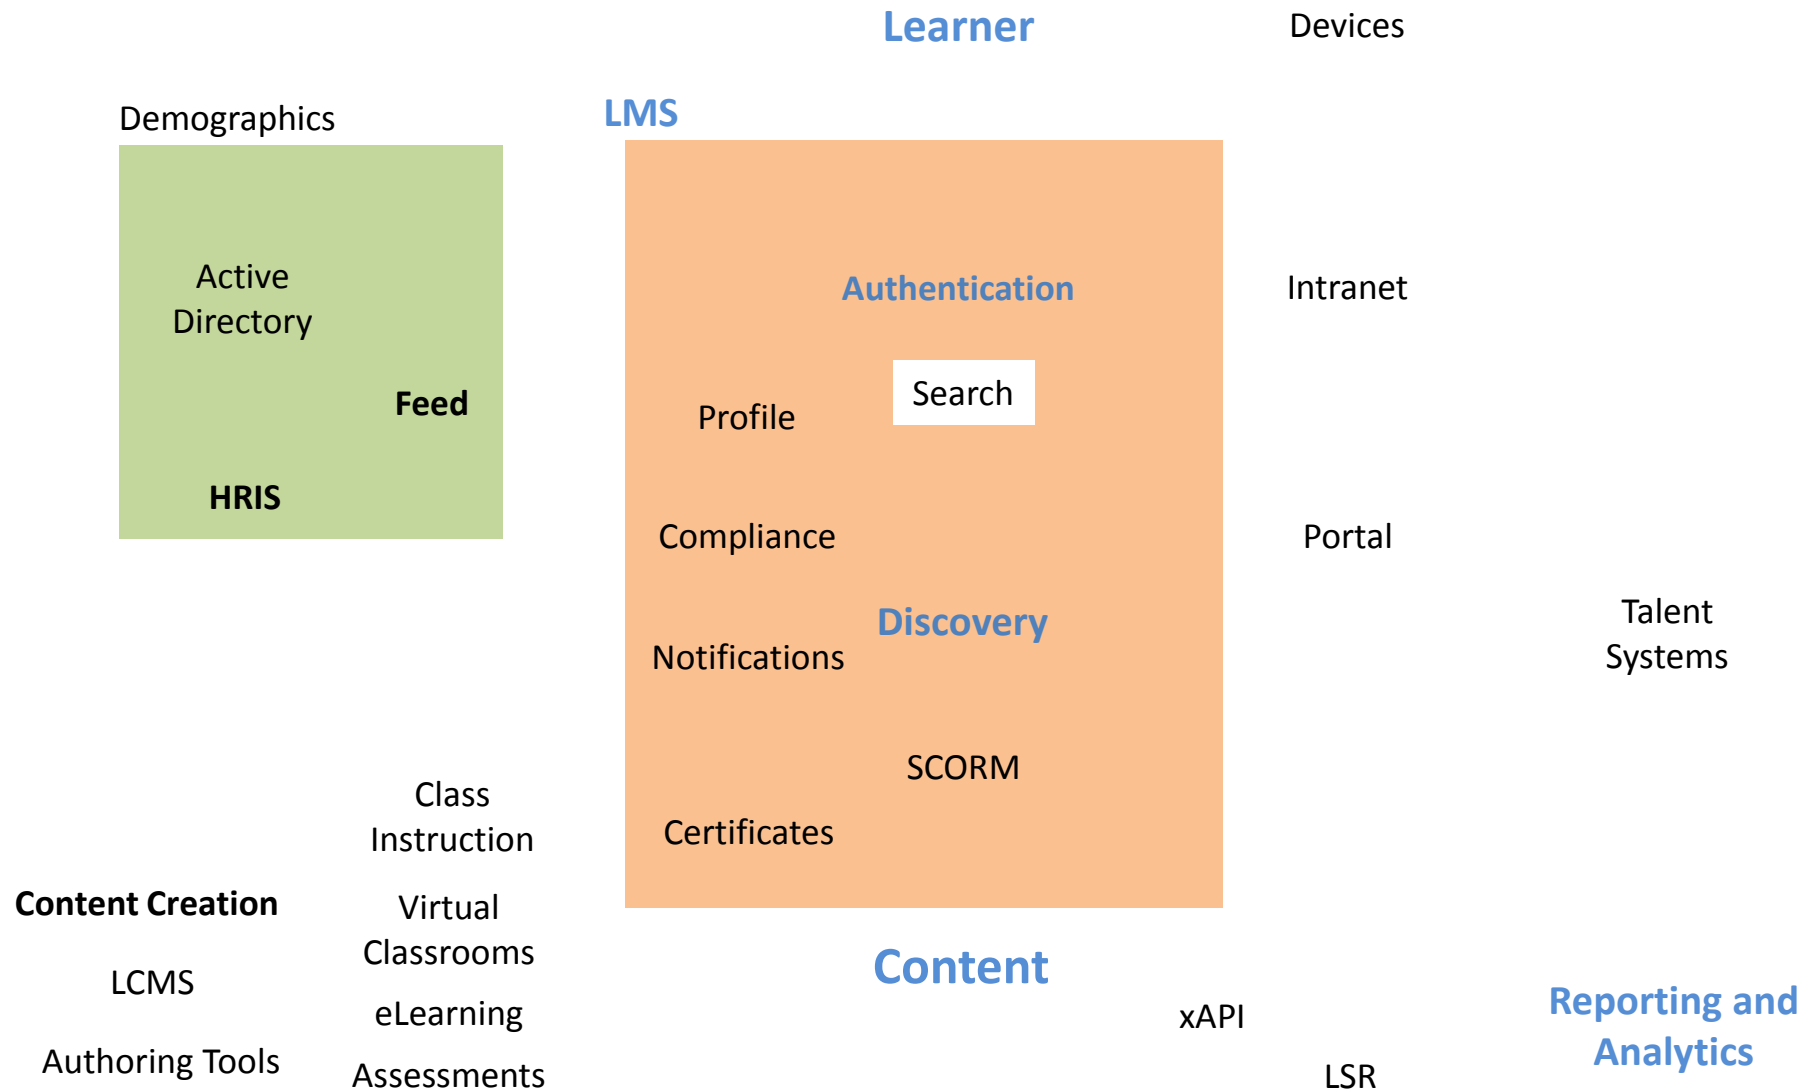 Learner
Devices
Demographics
LMS
Active
Directory
Feed
HRIS
Authentication
Search
Profile
Compliance
Discovery
Notifications
SCORM
Certificates
Intranet
Portal
Talent
Systems
Class
Instruction
Content Creation
Virtual
Classrooms
LCMS
eLearning
Authoring Tools
Assessments
Content
xAPI
LSR
Reporting and
Analytics